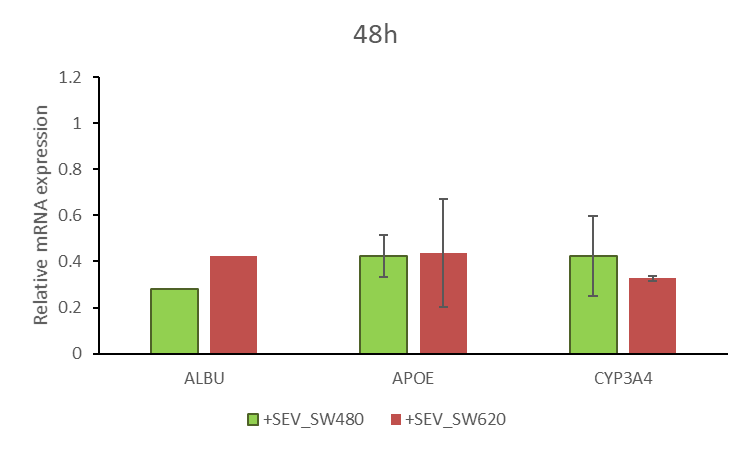 48h
Relative mRNA expression
1.2
1
0.8
0.6
0.4
0.2
0
ALBU APOE CYP3A4
+SEV_SW480 +SEV_SW620